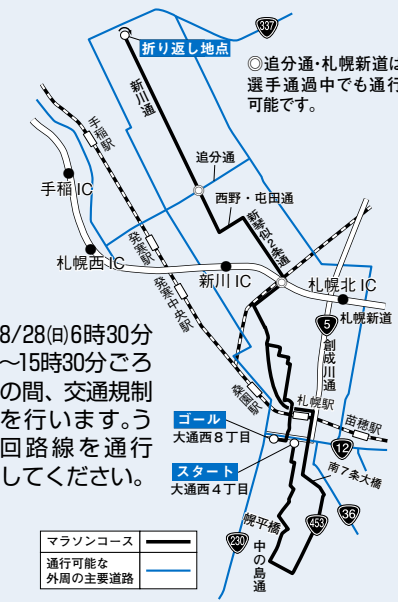 337
折り返し地点
◎追分通・札幌新道は
選手通過中でも通行
可能です。
新川通
手稲駅
追分通
手稲IC
西野・屯田通
新琴似2条通
発寒駅
札幌西IC
新川IC
札幌北IC
発寒中央駅
5
札幌新道
創成川通
8/28(日)6時30分
～15時30分ごろ
の間、交通規制
を行います。う
回路線を通行
してください。
発園駅
札幌駅
苗穂駅
ゴール
大通西8丁目
12
スタート
大通西4丁目
南7条大橋
幌平橋
453
36
230
中の島通
マラソンコース
通行可能な
外周の主要道路